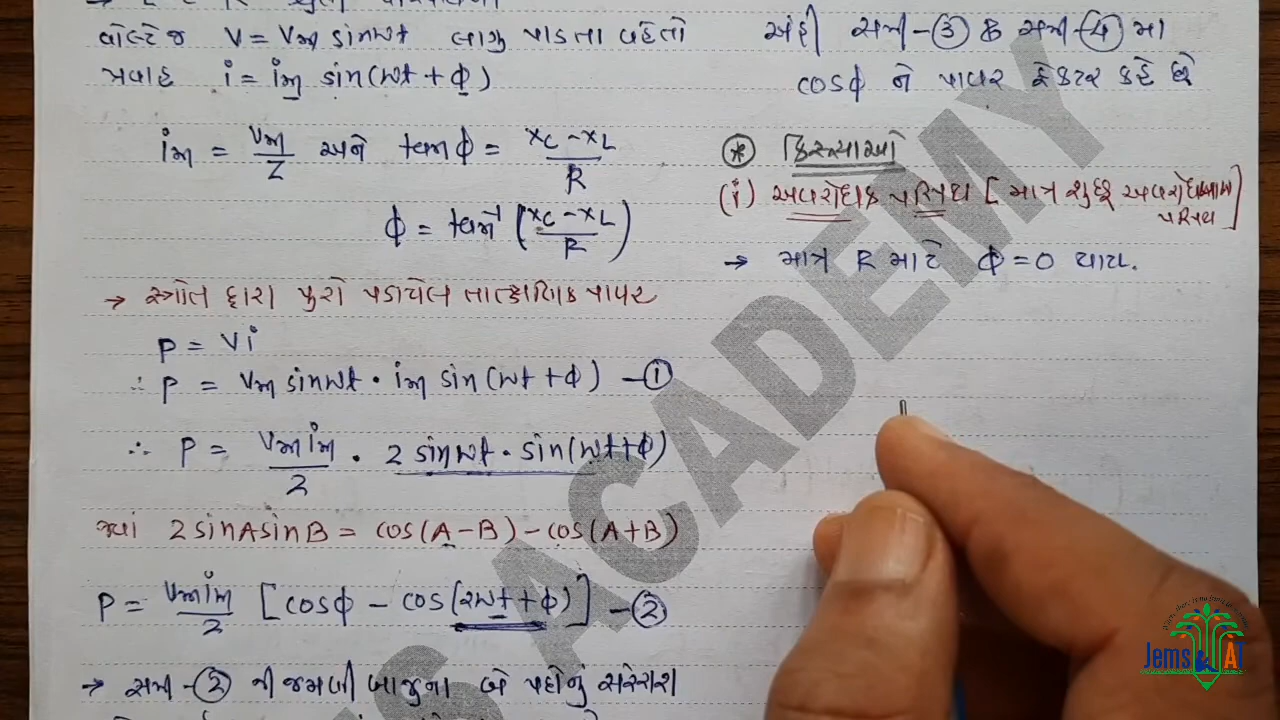 વોલ્ટેજ V = Vm sinωt લાગુ પાડતા વહેતો
પ્રવાહ i = im sin(ωt + ϕ)
im = Vm/Z અને tanϕ = XC - XL / R
ϕ = tan⁻¹ (XC - XL / R)
→ સ્ત્રોત દ્વારા પુરો પડાયેલ તાત્ક્ષણિક પાવર
P = Vi
∴ P = Vm sinωt · im sin(ωt + ϕ) —①
∴ P = Vm im / 2 · 2 sinωt · sin(ωt + ϕ)
જ્યાં 2 sinA sinB = cos(A - B) - cos(A + B)
P = Vm im / 2 [cosϕ - cos(2ωt + ϕ)] —②
→ સમી-② ની જમણી બાજુના બે પદોનું સરેરાશ
અહીં સમી-③ & સમી-④ માં
cosϕ ને પાવર ફેક્ટર કહે છે
* કિસ્સાઓ
(i) અવરોધક પરિપથ [માત્ર શુદ્ધ અવરોધ
પરિપથ]
→ માત્ર R માટે ϕ = 0 થાય.
ACADEMY
Jems & AT